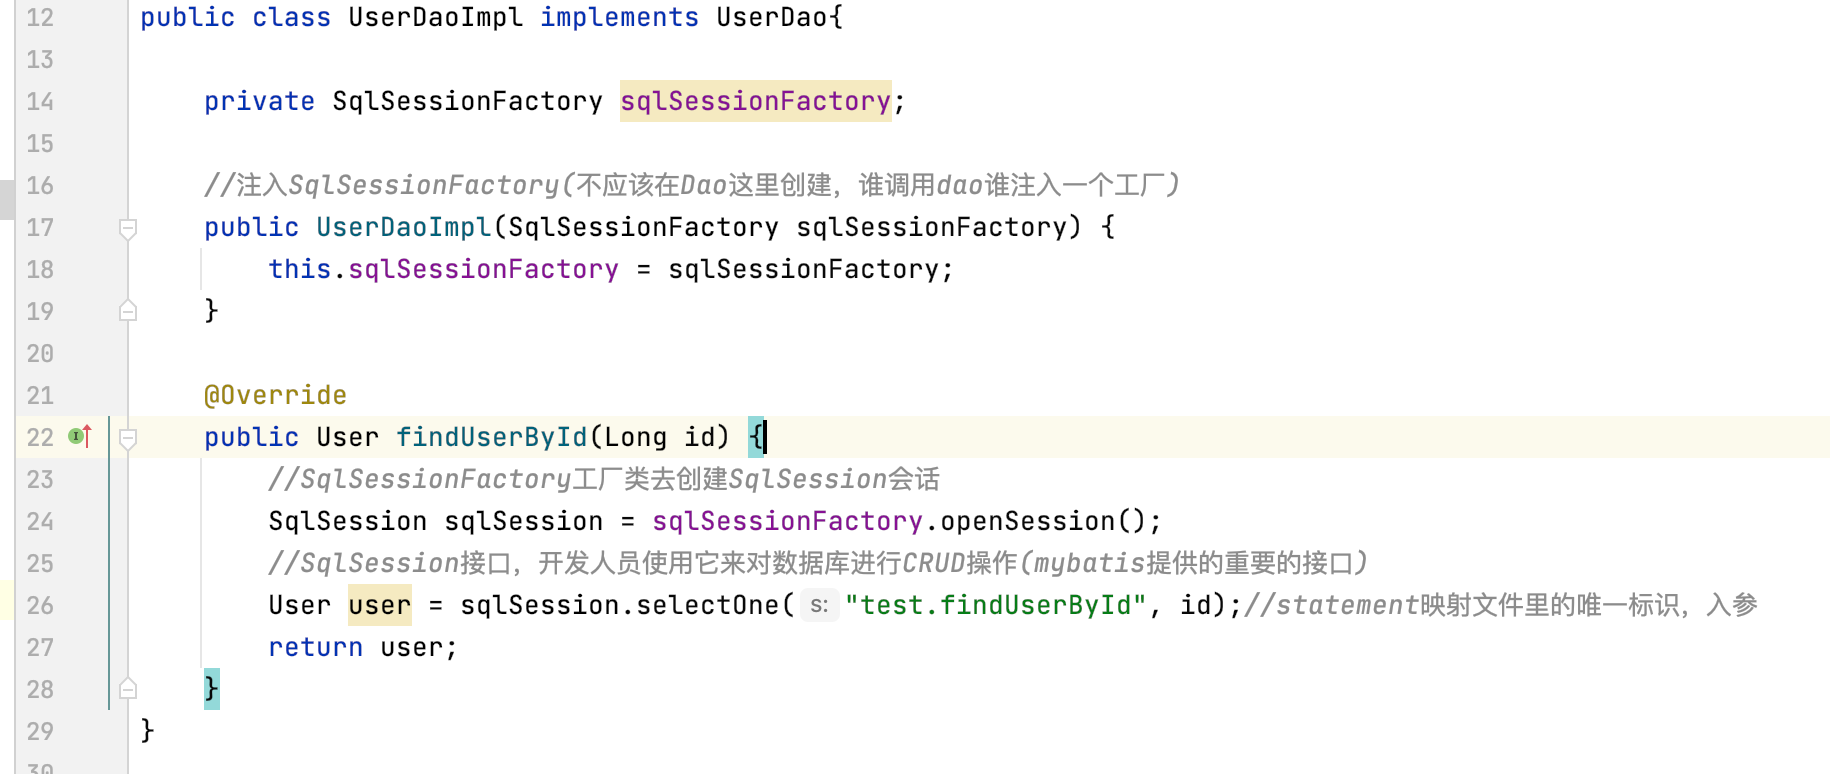 12 public class UserDaoImpl implements UserDao{
13
14 private SqlSessionFactory sqlSessionFactory;
15
16 //注入SqlSessionFactory(不应该在Dao这里创建，谁调用dao谁注入一个工厂)
17 public UserDaoImpl(SqlSessionFactory sqlSessionFactory) {
18 this.sqlSessionFactory = sqlSessionFactory;
19 }
20
21 @Override
22 public User findUserById(Long id) {
23 //SqlSessionFactory工厂类去创建SqlSession会话
24 SqlSession sqlSession = sqlSessionFactory.openSession();
25 //SqlSession接口，开发人员使用它来对数据库进行CRUD操作(mybatis提供的重要的接口)
26 User user = sqlSession.selectOne( s: "test.findUserById", id);//statement映射文件里的唯一标识，入参
27 return user;
28 }
29 }
30